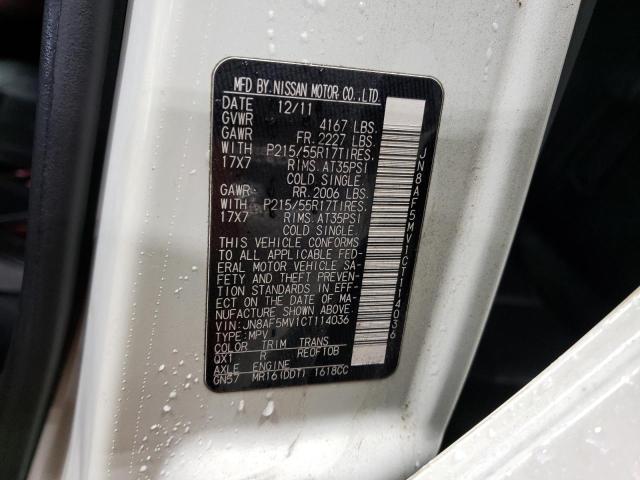 MFD BY.NISSAN MOTOR CO.,LTD.
DATE 12/11
GVWR 4167 LBS.
GAWR FR. 2227 LBS.
WITH P215/55R17TIRES.
17X7 RIMS. AT35PSI
COLD SINGLE.
GAWR RR. 2006 LBS.
WITH P215/55R17TIRES.
17X7 RIMS. AT35PSI
COLD SINGLE.
THIS VEHICLE CONFORMS
TO ALL APPLICABLE FED-
ERAL MOTOR VEHICLE SA-
FETY AND THEFT PREVEN-
TION STANDARDS IN EFF-
ECT ON THE DATE OF MA-
NUFACTURE SHOWN ABOVE.
VIN:JN8AF5MV1CT114036
TYPE:MPV
COLOR TRIM TRANS
QX1 R RE0F10B
AXLE ENGINE
GN57 MR16(DDT) 1618CC
JN8AF5MV1CT114036